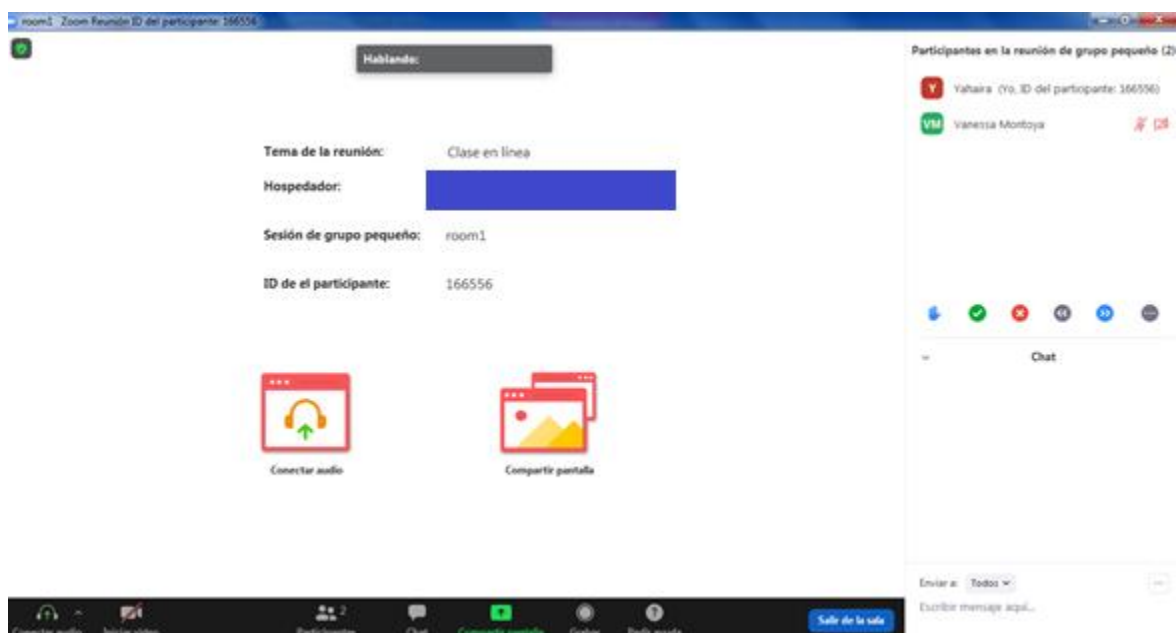 room1 Zoom Reunión ID del participante: 166556
Hablando:
Tema de la reunión: Clase en línea
Hospedador:
Sesión de grupo pequeño: room1
ID de el participante: 166556
Conectar audio
Compartir pantalla
Participantes en la reunión de grupo pequeño (2)
Y Yahaira (Yo, ID del participante: 166556)
VM Vanessa Montoya
Chat
Enviar a: Todos
Escribir mensaje aquí...
Conectar audio
Iniciar video
Participantes 2
Chat
Compartir pantalla
Grabar
Pedir ayuda
Salir de la sala